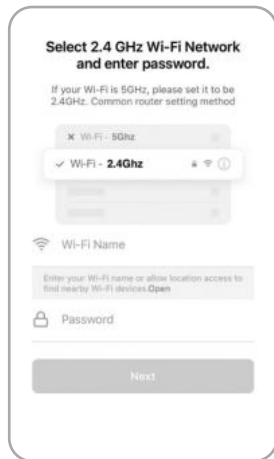 Select 2.4 GHz Wi-Fi Network
and enter password.
If your Wi-Fi is 5GHz, please set it to be
2.4GHz. Common router setting method
Wi-Fi - 5Ghz
Wi-Fi - 2.4Ghz
Wi-Fi Name
Enter your Wi-Fi name or allow location access to
find nearby Wi-Fi devices.Open
Password
Next